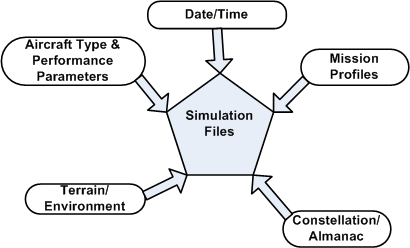 Date/Time
Aircraft Type &
Performance
Parameters
Mission
Profiles
Simulation
Files
Terrain/
Environment
Constellation/
Almanac